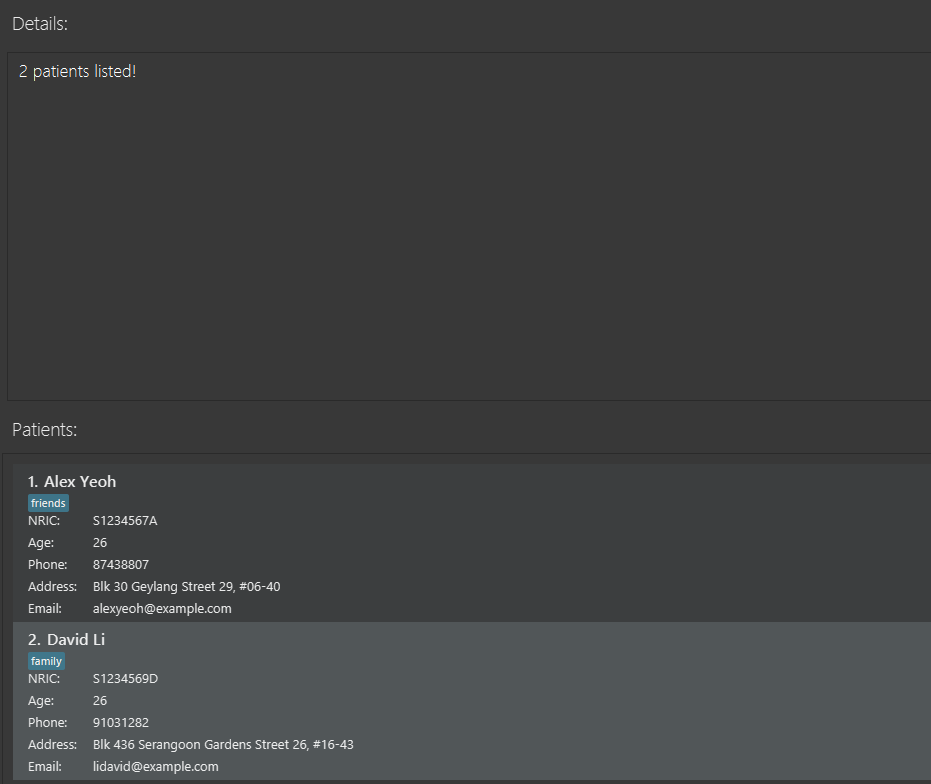 Details:
2 patients listed!
Patients:
1. Alex Yeoh
friends
NRIC: S1234567A
Age: 26
Phone: 87438807
Address: Blk 30 Geylang Street 29, #06-40
Email: alexyeoh@example.com
2. David Li
family
NRIC: S1234569D
Age: 26
Phone: 91031282
Address: Blk 436 Serangoon Gardens Street 26, #16-43
Email: lidavid@example.com